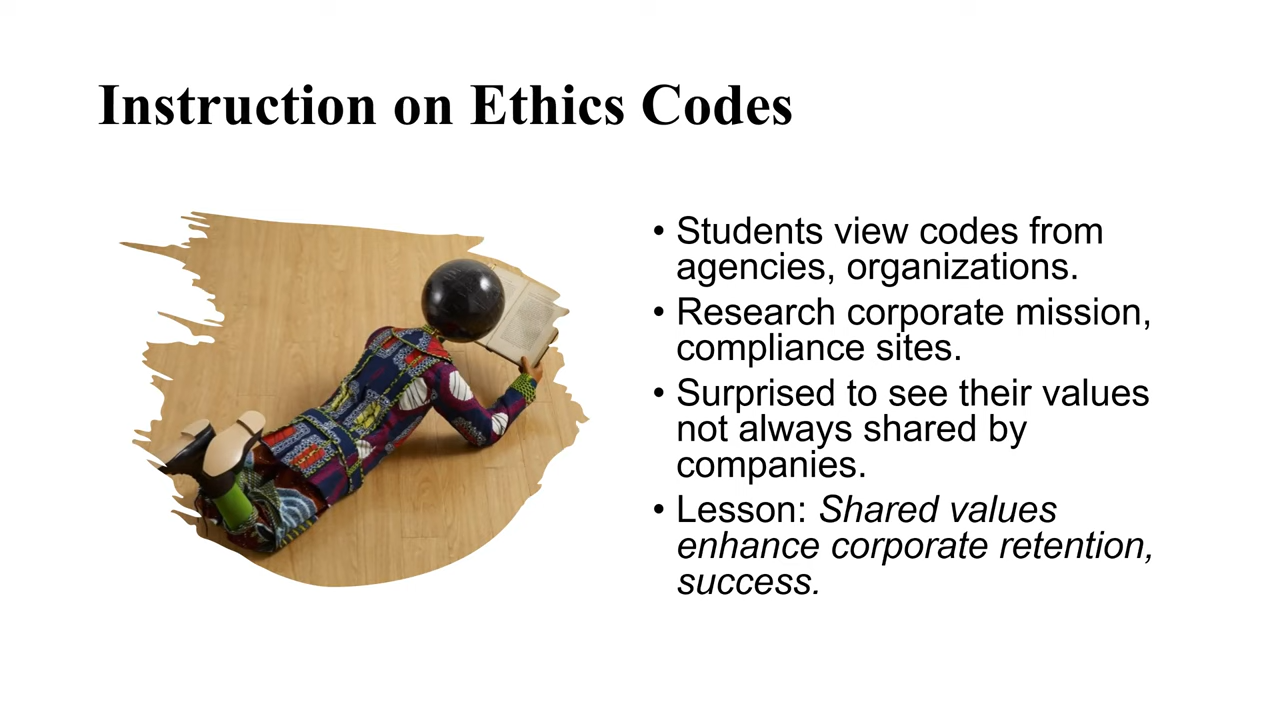 Instruction on Ethics Codes
• Students view codes from
agencies, organizations.
• Research corporate mission,
compliance sites.
• Surprised to see their values
not always shared by
companies.
• Lesson: Shared values
enhance corporate retention,
success.